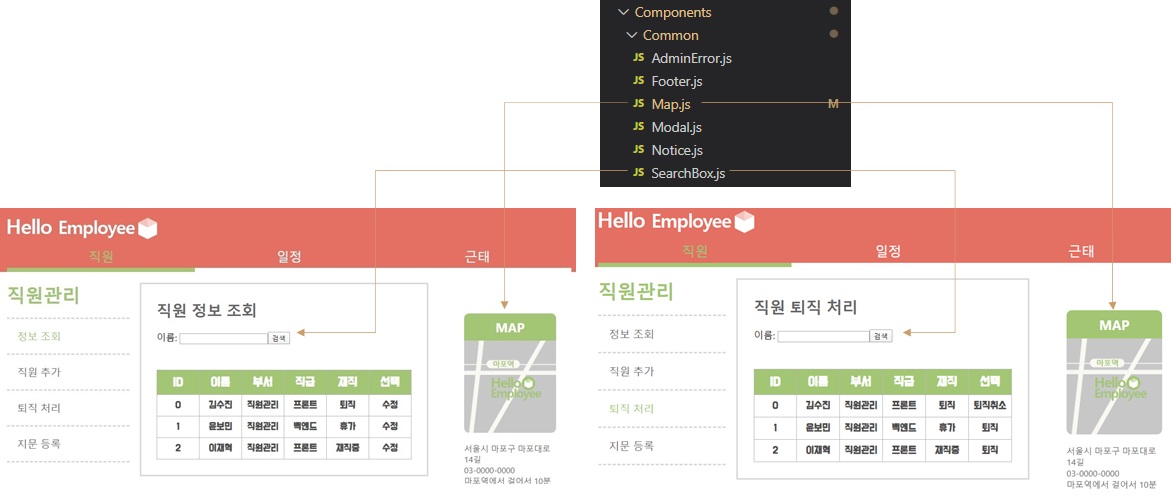 Components
Common
JS AdminError.js
JS Footer.js
JS Map.js M
JS Modal.js
JS Notice.js
JS SearchBox.js
Hello Employee
직원 일정 근태
직원관리
정보 조회
직원 추가
퇴직 처리
지문 등록
직원 정보 조회
이름: 검색
ID 이름 부서 직급 재직 선택
0 김수진 직원관리 프론트 퇴직 수정
1 윤보민 직원관리 백엔드 휴가 수정
2 이재혁 직원관리 프론트 재직중 수정
MAP
마포역
Hello
Employee
서울시 마포구 마포대로
14길
03-0000-0000
마포역에서 걸어서 10분
Hello Employee
직원 일정 근태
직원관리
정보 조회
직원 추가
퇴직 처리
지문 등록
직원 퇴직 처리
이름: 검색
ID 이름 부서 직급 재직 선택
0 김수진 직원관리 프론트 퇴직 퇴직취소
1 윤보민 직원관리 백엔드 휴가 퇴직
2 이재혁 직원관리 프론트 재직중 퇴직
MAP
마포역
Hello
Employee
서울시 마포구 마포대로
14길
03-0000-0000
마포역에서 걸어서 10분